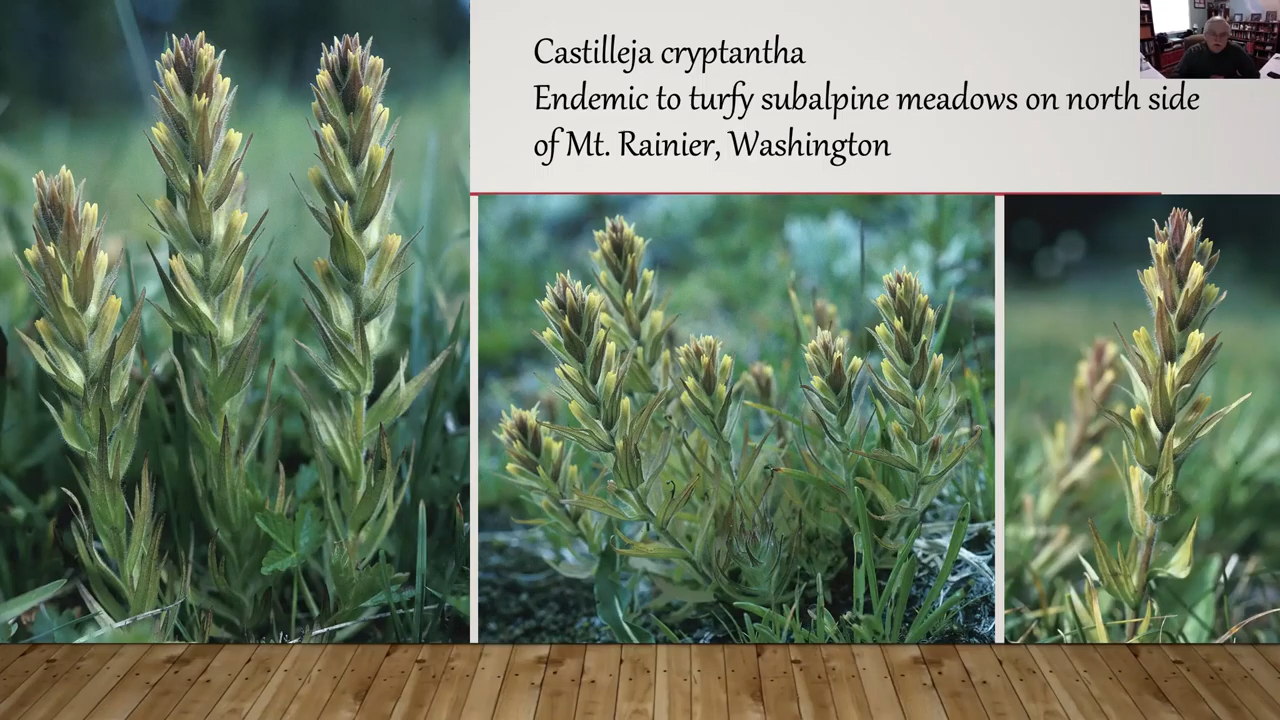 Castilleja cryptantha
Endemic to turfy subalpine meadows on north side
of Mt. Rainier, Washington